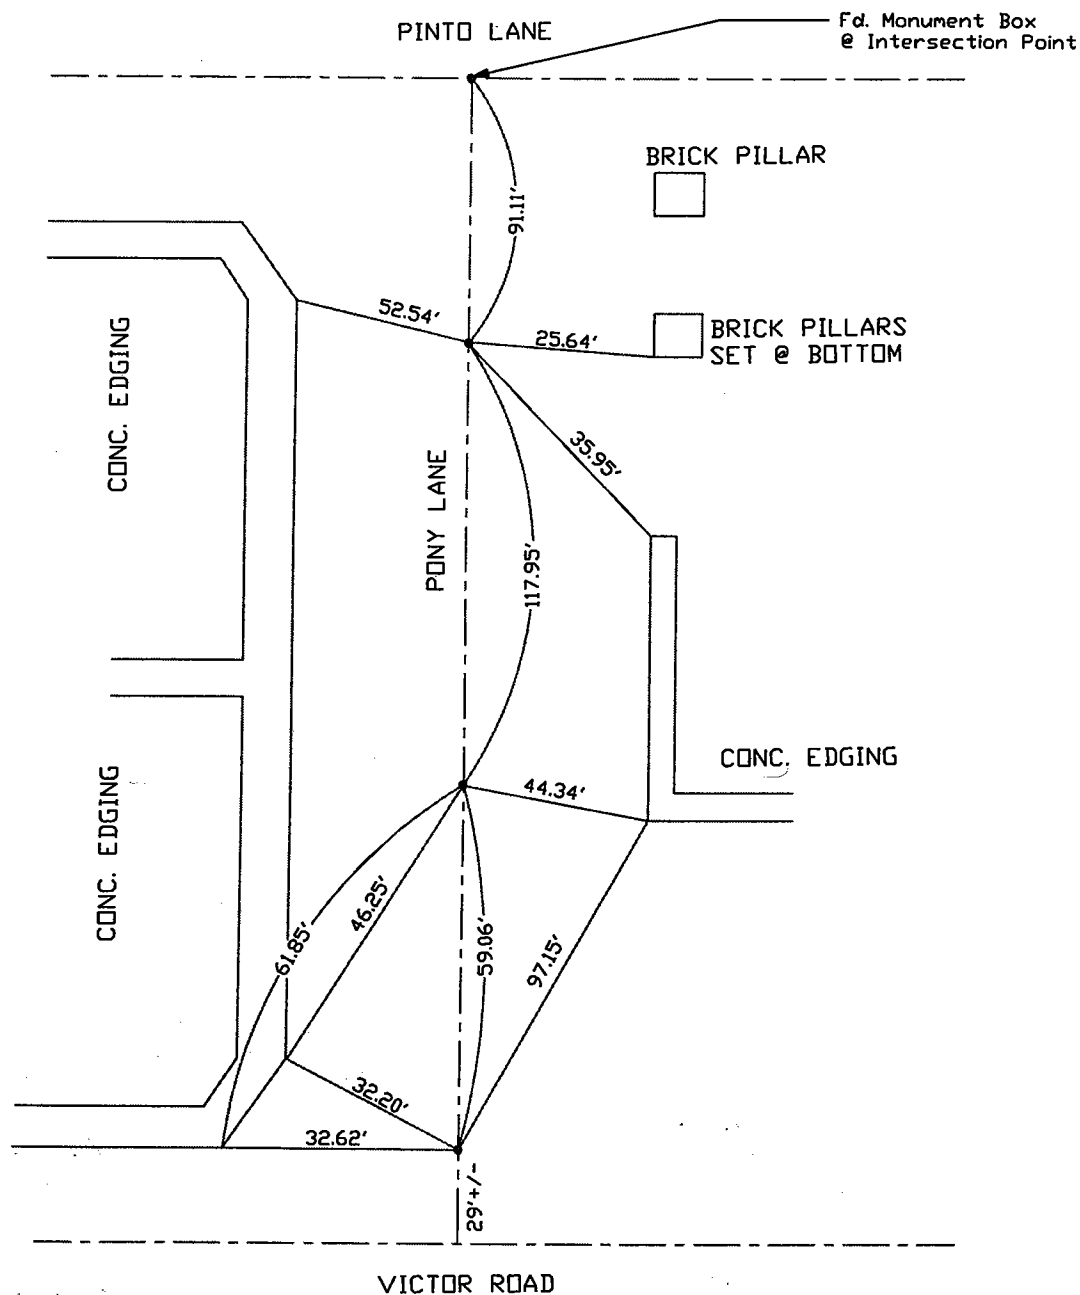 PINTO LANE
Fd. Monument Box
@ Intersection Point
BRICK PILLAR
91.11'
52.54'
25.64'
BRICK PILLARS
SET @ BOTTOM
CONC. EDGING
35.95'
PONY LANE
117.95'
CONC. EDGING
44.34'
CONC. EDGING
46.25'
61.85'
59.06'
97.15'
32.20'
32.62'
29'+/-
VICTOR ROAD